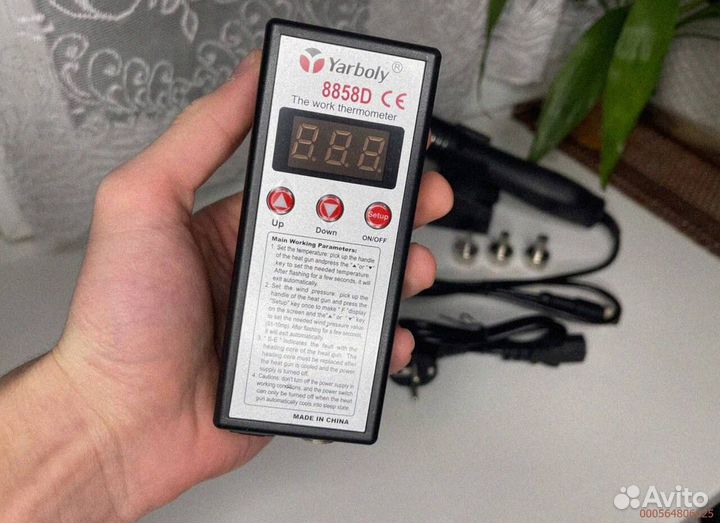 Yarboly ®
8858D CE
The work thermometer
8.8.8.
Setup
Up Down ON/OFF
Main Working Parameters:
1. Set the temperature: pick up the handle
of the heat gun andpress the "▲"or "▼"
key to set the needed temperature.
After flashing for a few seconds, it will
exit automatically.
2. Set the wind pressure: pick up the
handle of the heat gun and press the
"Setup" key once to make " F "display
on the screen and the"▲" or "▼" key
to set the needed wind pressure value
(01-10mp). After flashing for a few seconds,
it will exit automatically.
3. " S-E " indicates the fault with the
heating core of the heat gun. The
heating core must be replaced after
the gun is cooled and the power
supply is turned off.
4. Cautions: don't turn off the power supply in
working conditions, and the power switch
can only be turned off when the heat
gun automatically cools into sleep state.
MADE IN CHINA
Avito